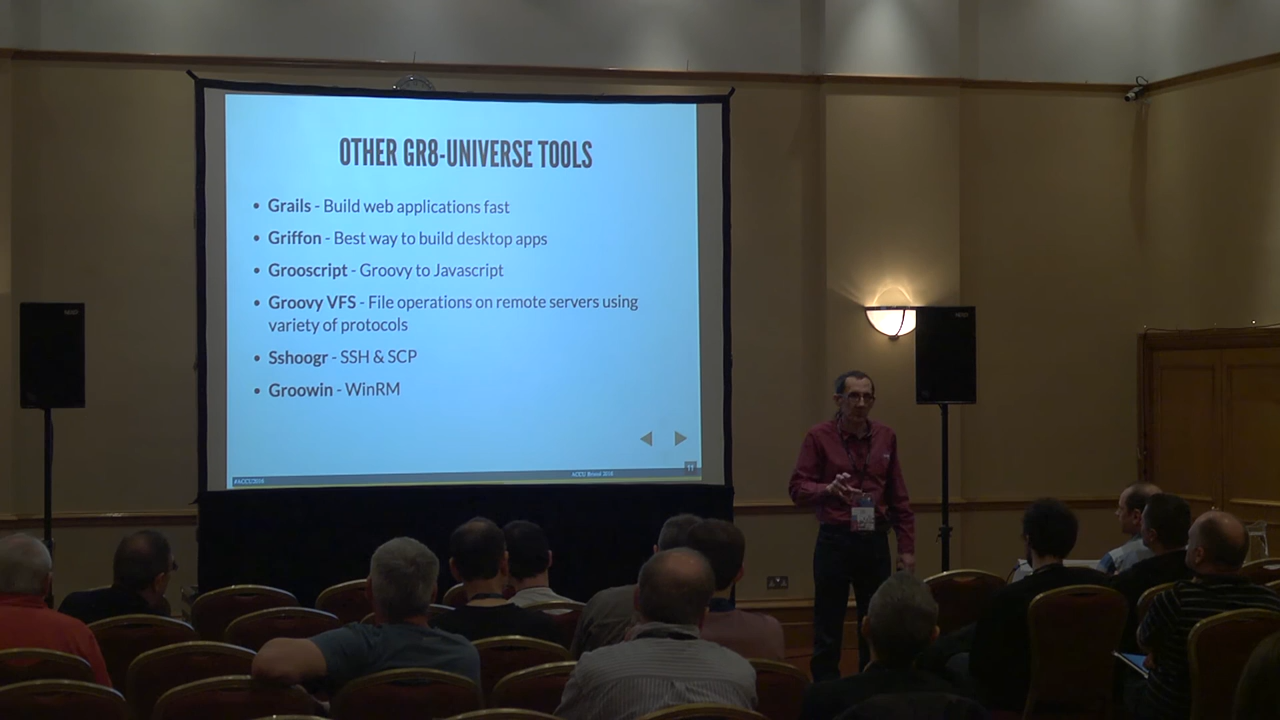 OTHER GR8-UNIVERSE TOOLS
• Grails - Build web applications fast
• Griffon - Best way to build desktop apps
• Grooscript - Groovy to Javascript
• Groovy VFS - File operations on remote servers using
variety of protocols
• Sshoogr - SSH & SCP
• Groowin - WinRM
#ACCU2016
ACCU Bristol 2016